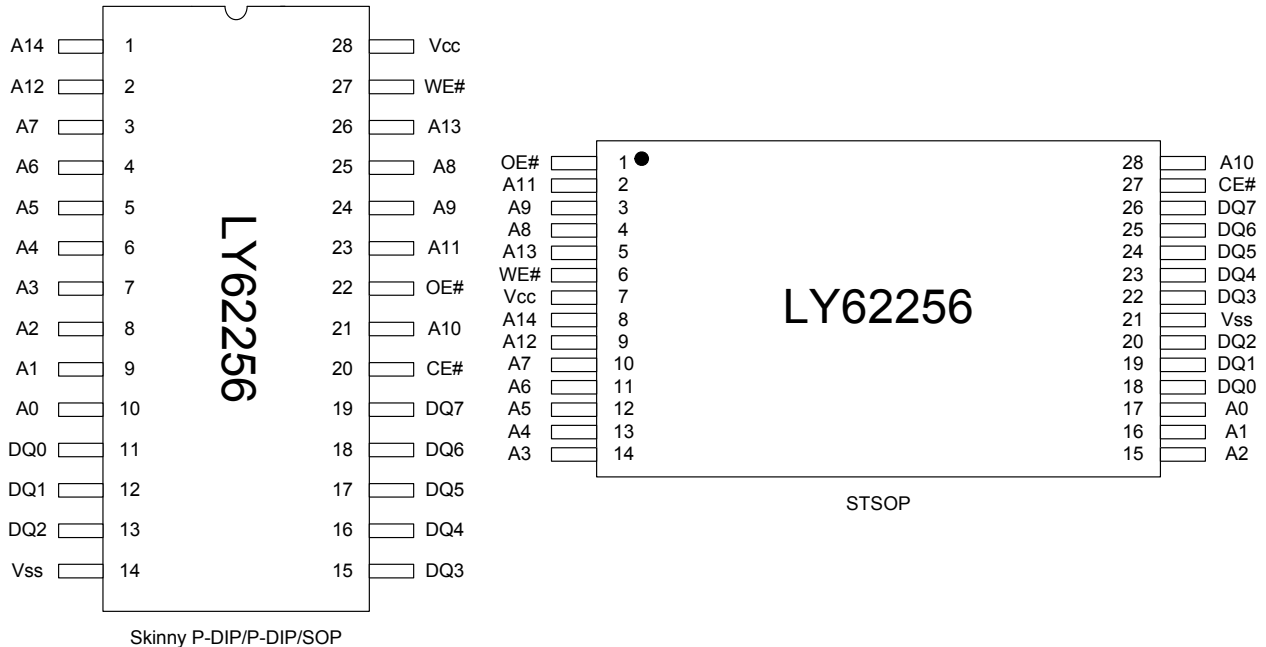 A14 1 28 Vcc
A12 2 27 WE#
A7 3 26 A13
A6 4 25 A8
A5 5 24 A9
A4 6 23 A11
A3 7 22 OE#
A2 8 21 A10
A1 9 20 CE#
A0 10 19 DQ7
DQ0 11 18 DQ6
DQ1 12 17 DQ5
DQ2 13 16 DQ4
Vss 14 15 DQ3
LY62256
Skinny P-DIP/P-DIP/SOP
OE# 1 28 A10
A11 2 27 CE#
A9 3 26 DQ7
A8 4 25 DQ6
A13 5 24 DQ5
WE# 6 23 DQ4
Vcc 7 22 DQ3
A14 8 21 Vss
A12 9 20 DQ2
A7 10 19 DQ1
A6 11 18 DQ0
A5 12 17 A0
A4 13 16 A1
A3 14 15 A2
LY62256
STSOP